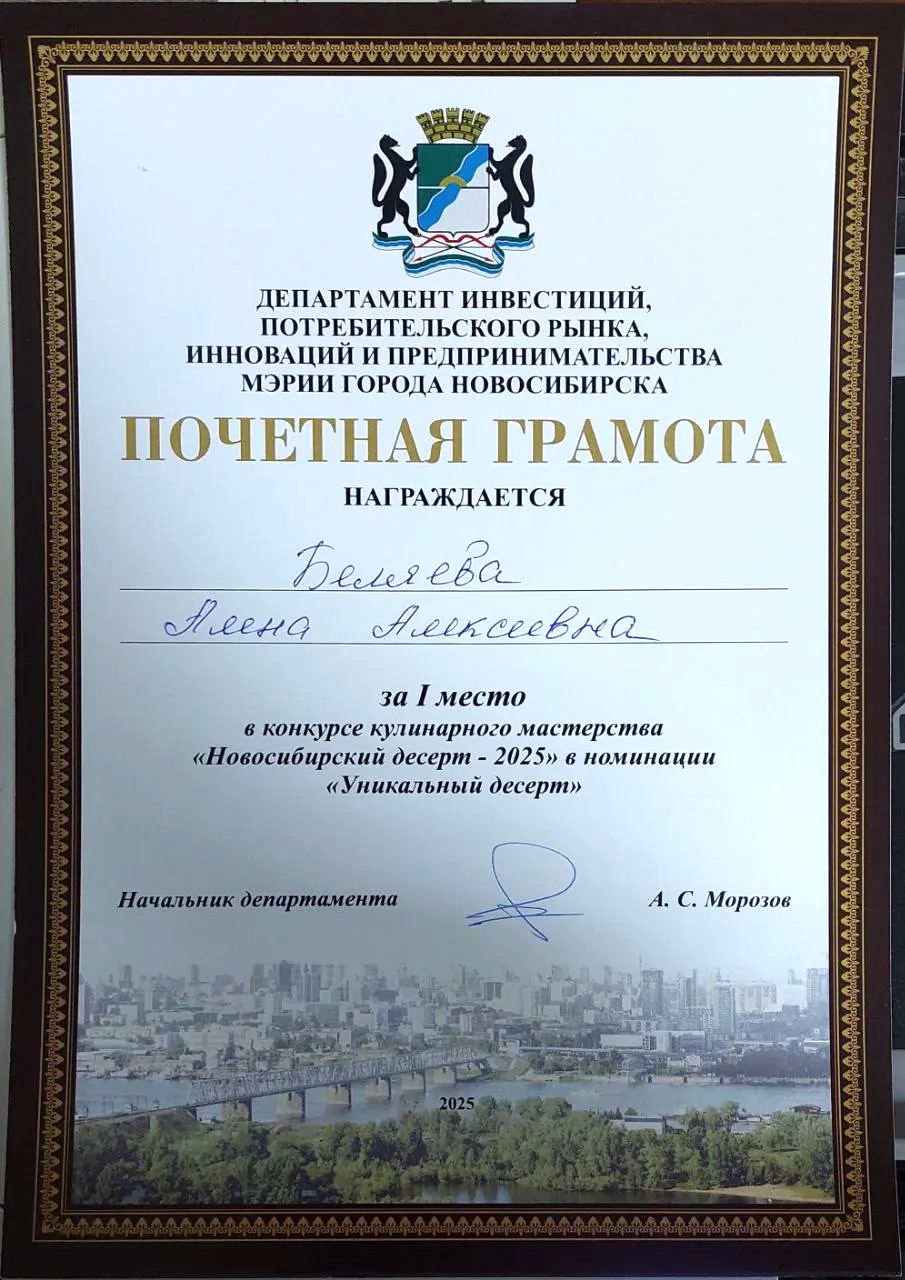 ДЕПАРТАМЕНТ ИНВЕСТИЦИЙ,
ПОТРЕБИТЕЛЬСКОГО РЫНКА,
ИННОВАЦИЙ И ПРЕДПРИНИМАТЕЛЬСТВА
МЭРИИ ГОРОДА НОВОСИБИРСКА
ПОЧЕТНАЯ ГРАМОТА
НАГРАЖДАЕТСЯ
Беляева
Алена Алексеевна
за I место
в конкурсе кулинарного мастерства
«Новосибирский десерт - 2025» в номинации
«Уникальный десерт»
Начальник департамента А. С. Морозов
2025